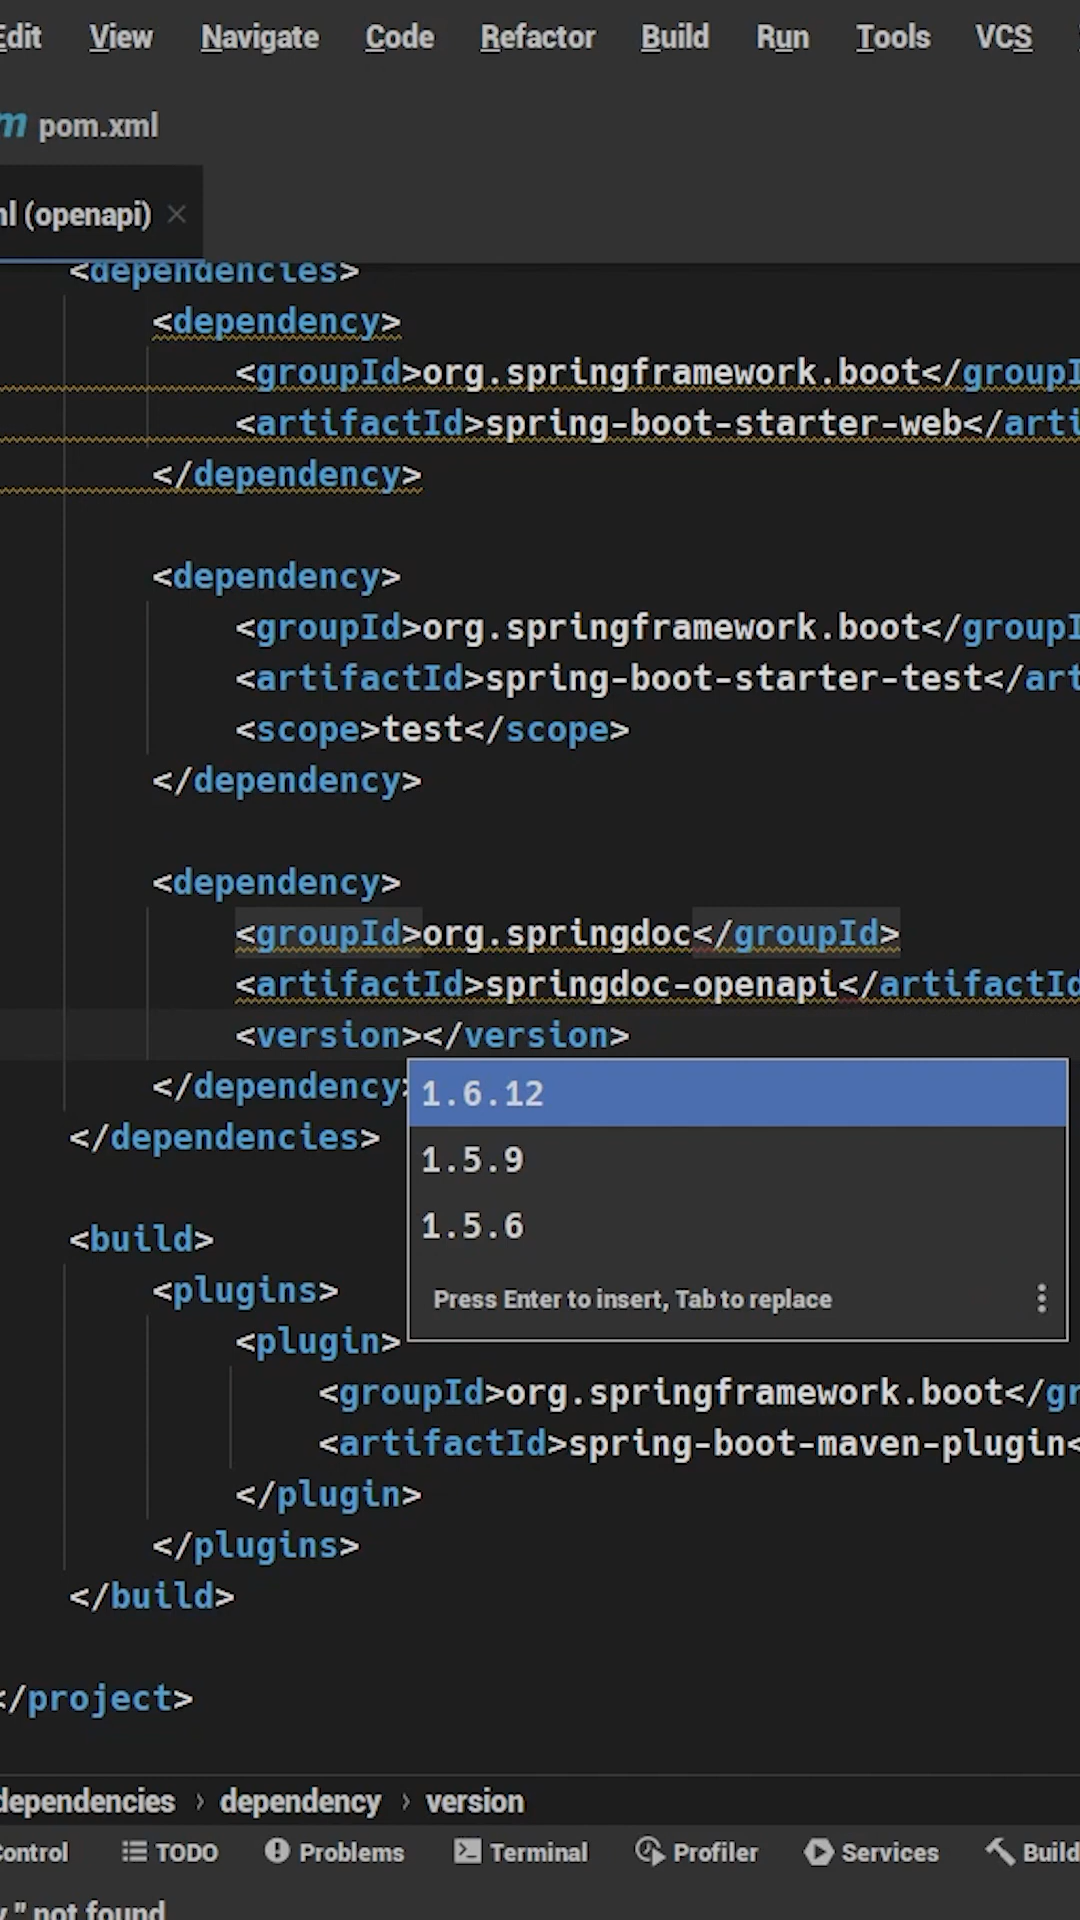 Edit View Navigate Code Refactor Build Run Tools VCS
m pom.xml
ml (openapi)
<dependencies>
<dependency>
<groupId>org.springframework.boot</groupI
<artifactId>spring-boot-starter-web</arti
</dependency>
<dependency>
<groupId>org.springframework.boot</groupI
<artifactId>spring-boot-starter-test</art
<scope>test</scope>
</dependency>
<dependency>
<groupId>org.springdoc</groupId>
<artifactId>springdoc-openapi</artifactId
<version></version>
</dependency>
1.6.12
</dependencies>
1.5.9
1.5.6
<build>
<plugins>
Press Enter to insert, Tab to replace
<plugin>
<groupId>org.springframework.boot</gr
<artifactId>spring-boot-maven-plugin<
</plugin>
</plugins>
</build>
</project>
dependencies › dependency › version
Control TODO Problems Terminal Profiler Services Build
y '' not found